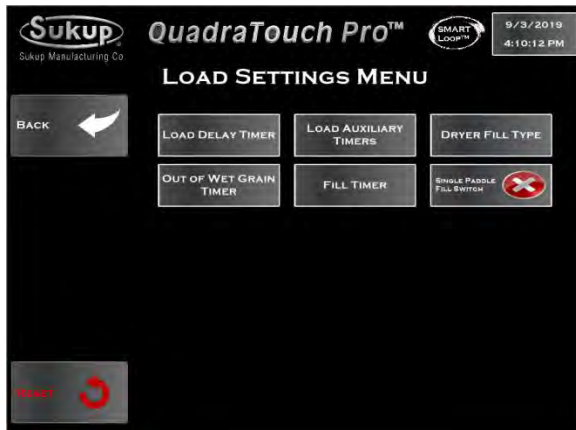 Sukup
Sukup Manufacturing Co
QuadraTouch Pro™
SMART
LOOP™
9/3/2019
4:10:12 PM
LOAD SETTINGS MENU
BACK
LOAD DELAY TIMER
LOAD AUXILIARY
TIMERS
DRYER FILL TYPE
OUT OF WET GRAIN
TIMER
FILL TIMER
SINGLE PADDLE
FILL SWITCH
RESET